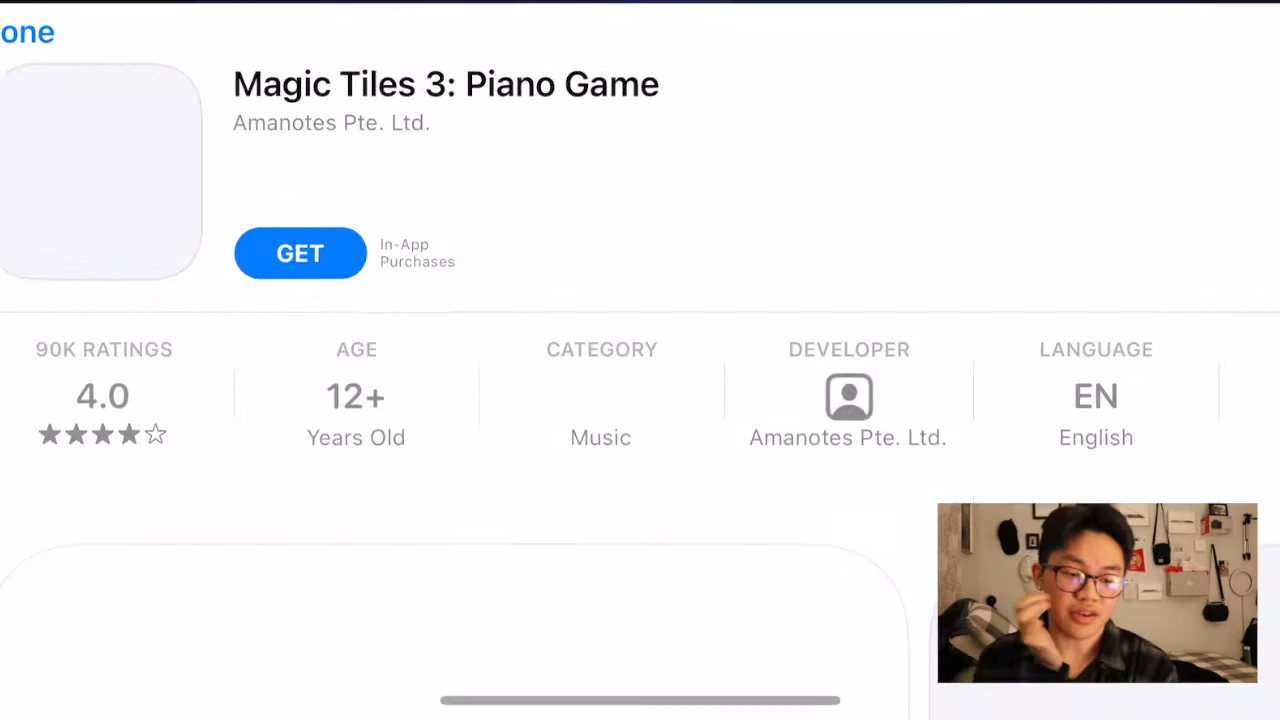 one
Magic Tiles 3: Piano Game
Amanotes Pte. Ltd.
GET
In-App
Purchases
90K RATINGS
4.0
AGE
12+
Years Old
CATEGORY
Music
DEVELOPER
Amanotes Pte. Ltd.
LANGUAGE
EN
English